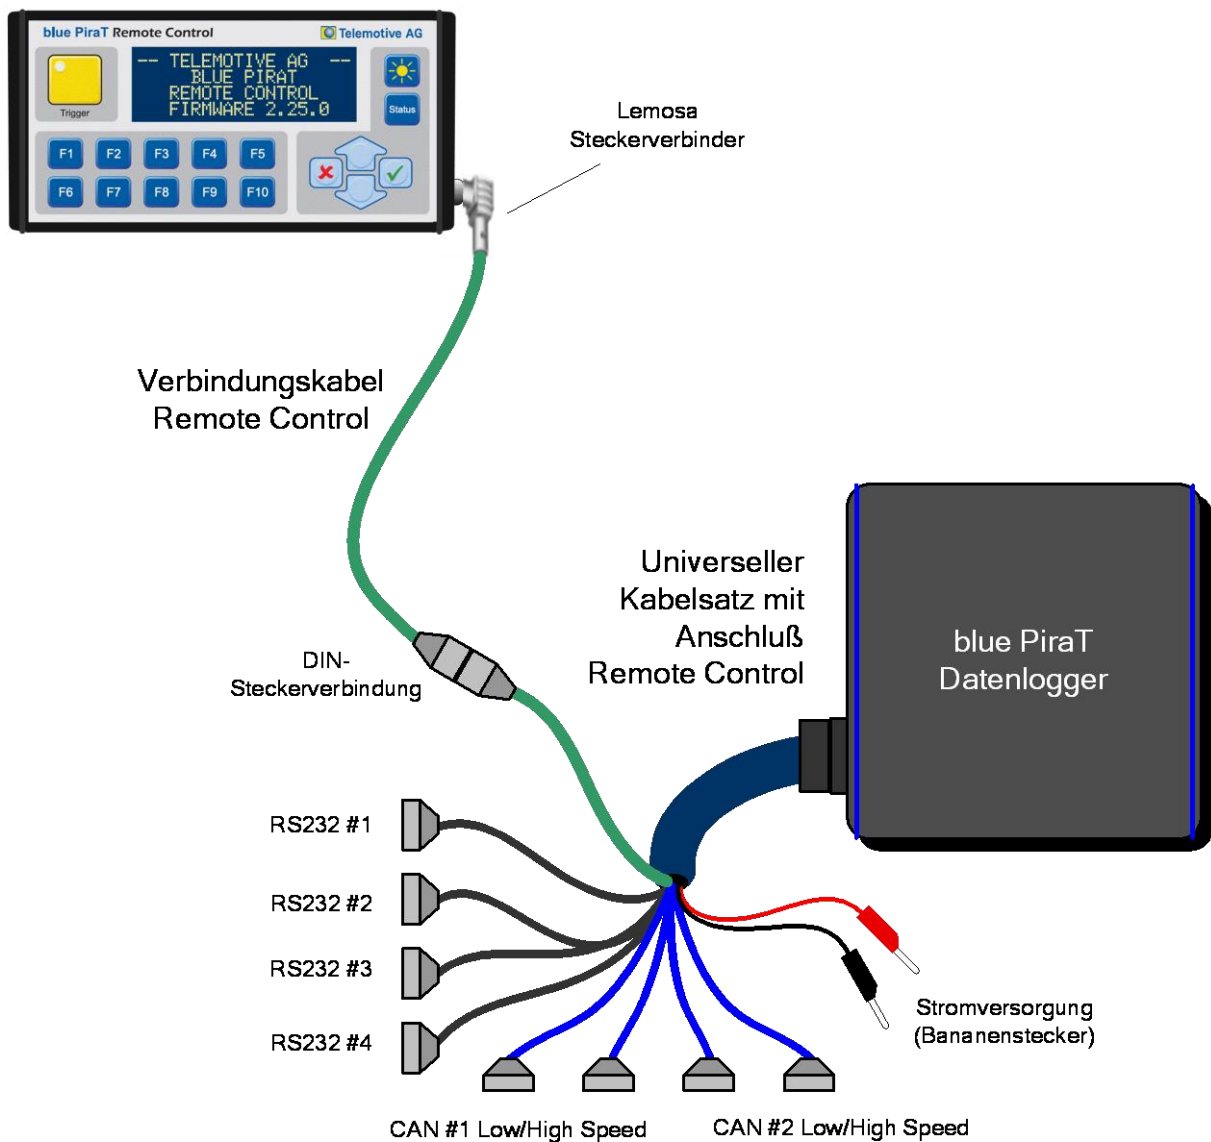 blue PiraT Remote Control
Telemotive AG
-- TELEMOTIVE AG --
BLUE PIRAT
REMOTE CONTROL
FIRMWARE 2.25.0
Trigger
Status
F1 F2 F3 F4 F5
F6 F7 F8 F9 F10
Lemosa
Steckerverbinder
Verbindungskabel
Remote Control
Universeller
Kabelsatz mit
Anschluß
Remote Control
blue PiraT
Datenlogger
DIN-
Steckerverbindung
RS232 #1
RS232 #2
RS232 #3
RS232 #4
Stromversorgung
(Bananenstecker)
CAN #1 Low/High Speed
CAN #2 Low/High Speed